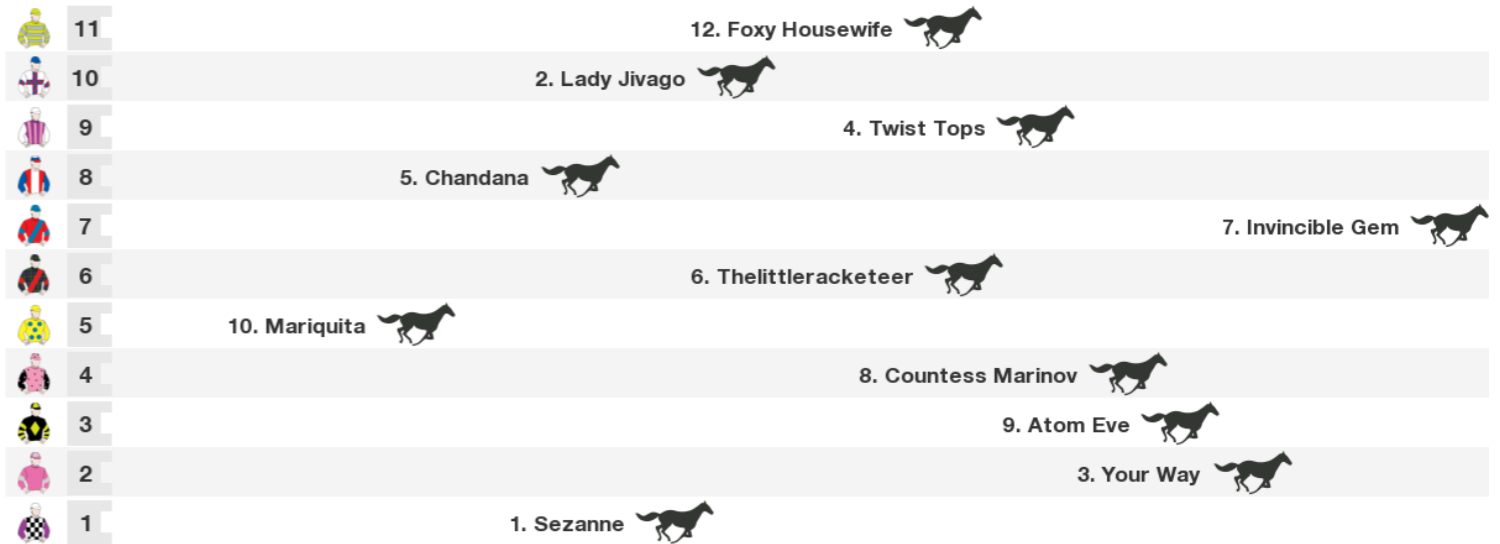 11 12. Foxy Housewife
10 2. Lady Jivago
9 4. Twist Tops
8 5. Chandana
7 7. Invincible Gem
6 6. Thelittleracketeer
5 10. Mariquita
4 8. Countess Marinov
3 9. Atom Eve
2 3. Your Way
1 1. Sezanne